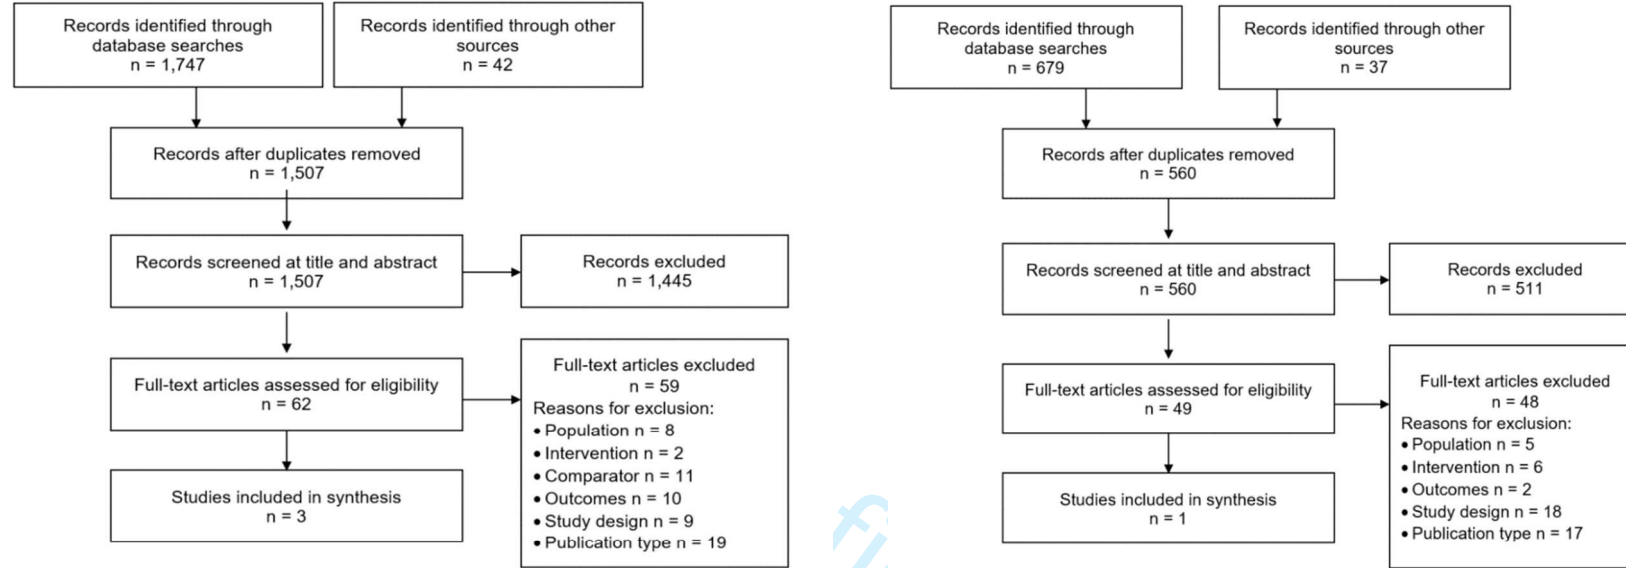 Records identified through
database searches
n = 1,747
Records identified through other
sources
n = 42
Records after duplicates removed
n = 1,507
Records screened at title and abstract
n = 1,507
Records excluded
n = 1,445
Full-text articles assessed for eligibility
n = 62
Full-text articles excluded
n = 59
Reasons for exclusion:
• Population n = 8
• Intervention n = 2
• Comparator n = 11
• Outcomes n = 10
• Study design n = 9
• Publication type n = 19
Studies included in synthesis
n = 3
Records identified through
database searches
n = 679
Records identified through other
sources
n = 37
Records after duplicates removed
n = 560
Records screened at title and abstract
n = 560
Records excluded
n = 511
Full-text articles assessed for eligibility
n = 49
Full-text articles excluded
n = 48
Reasons for exclusion:
• Population n = 5
• Intervention n = 6
• Outcomes n = 2
• Study design n = 18
• Publication type n = 17
Studies included in synthesis
n = 1